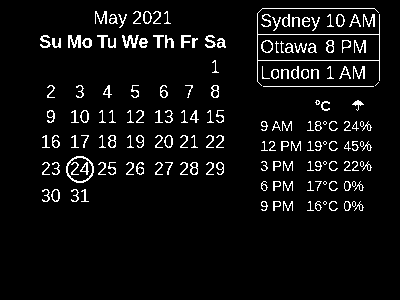 May 2021
Su Mo Tu We Th Fr Sa
1
2 3 4 5 6 7 8
9 10 11 12 13 14 15
16 17 18 19 20 21 22
23 24 25 26 27 28 29
30 31
Sydney 10 AM
Ottawa 8 PM
London 1 AM
°C ☂
9 AM 18°C 24%
12 PM 19°C 45%
3 PM 19°C 22%
6 PM 17°C 0%
9 PM 16°C 0%